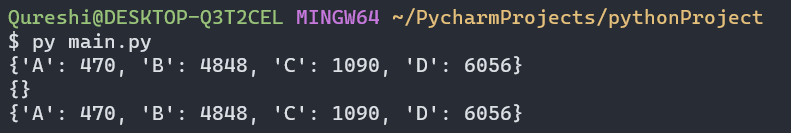 Qureshi@DESKTOP-Q3T2CEL MINGW64 ~/PycharmProjects/pythonProject
$ py main.py
{'A': 470, 'B': 4848, 'C': 1090, 'D': 6056}
{}
{'A': 470, 'B': 4848, 'C': 1090, 'D': 6056}